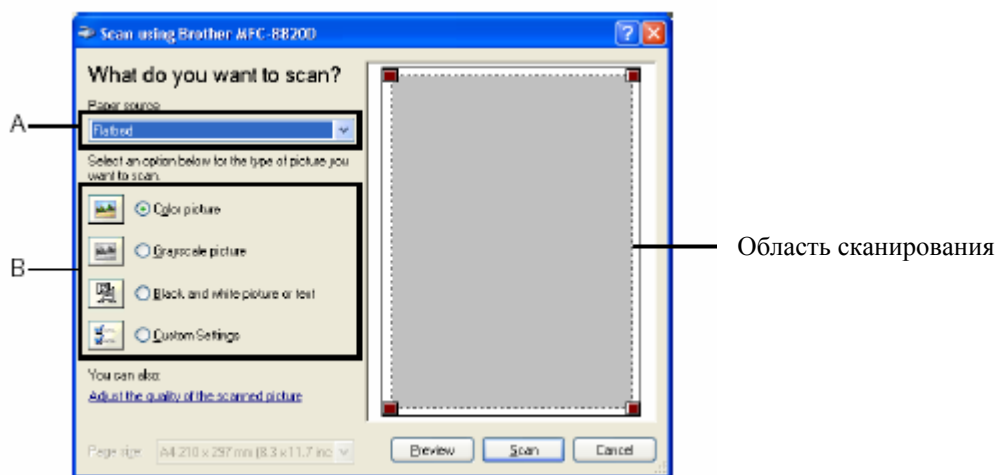 Scan using Brother MFC-8820D
What do you want to scan?
Paper source
A
Flatbed
Select an option below for the type of picture you
want to scan.
B
Color picture
Grayscale picture
Black and white picture or text
Custom Settings
You can also:
Adjust the quality of the scanned picture
Page size: A4 210 x 297 mm (8.3 x 11.7 inc
Preview
Scan
Cancel
Область сканирования